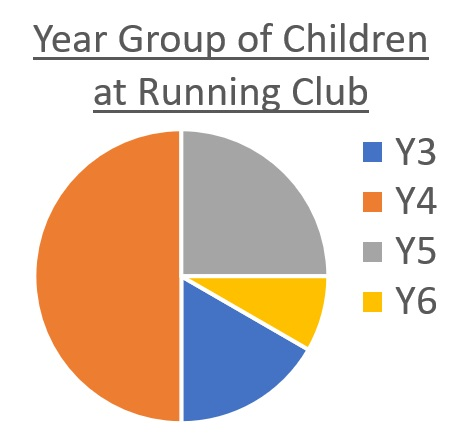 Year Group of Children
at Running Club
Y3
Y4
Y5
Y6